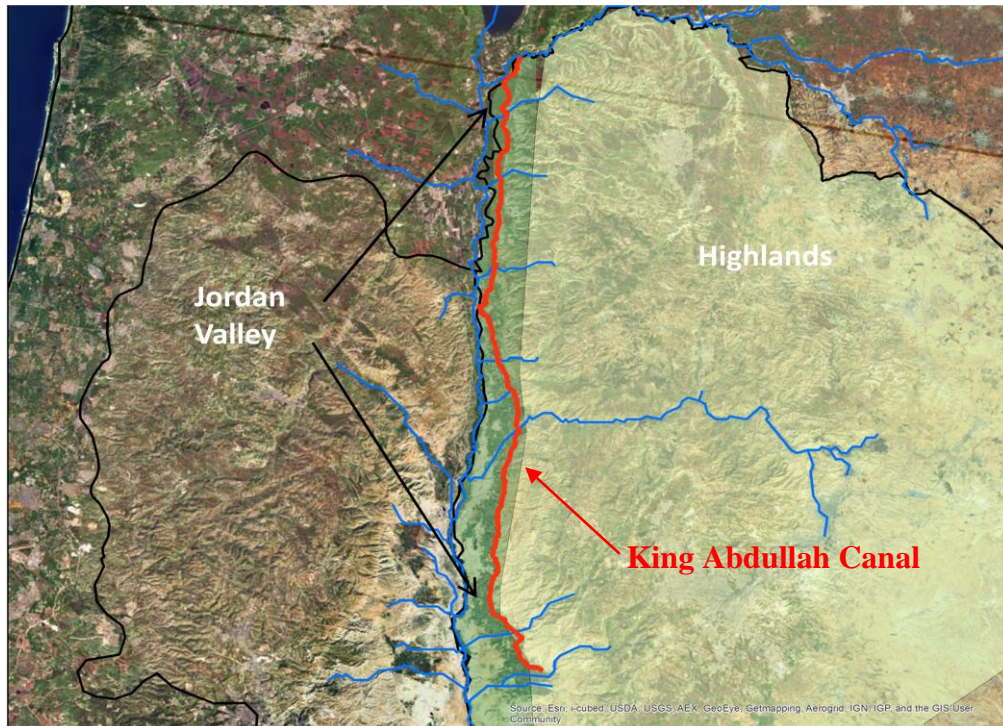 Highlands
Jordan
Valley
King Abdullah Canal
Source: Esri, i-cubed, USDA, USGS, AEX, GeoEye, Getmapping, Aerogrid, IGN, IGP, and the GIS User
Community